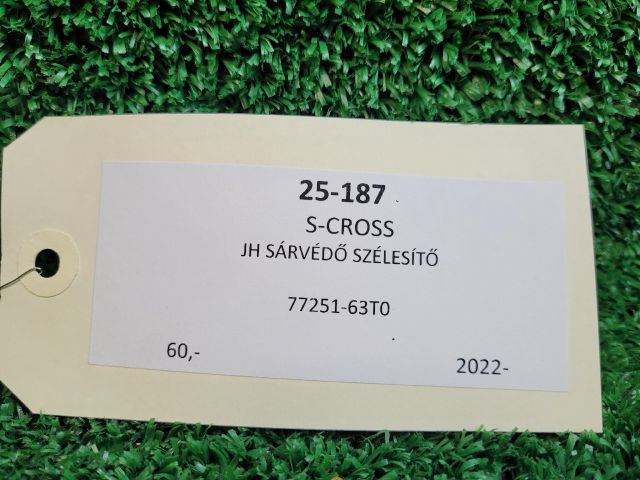 25-187
S-CROSS
JH SÁRVÉDŐ SZÉLESÍTŐ
77251-63T0
60,-
2022-